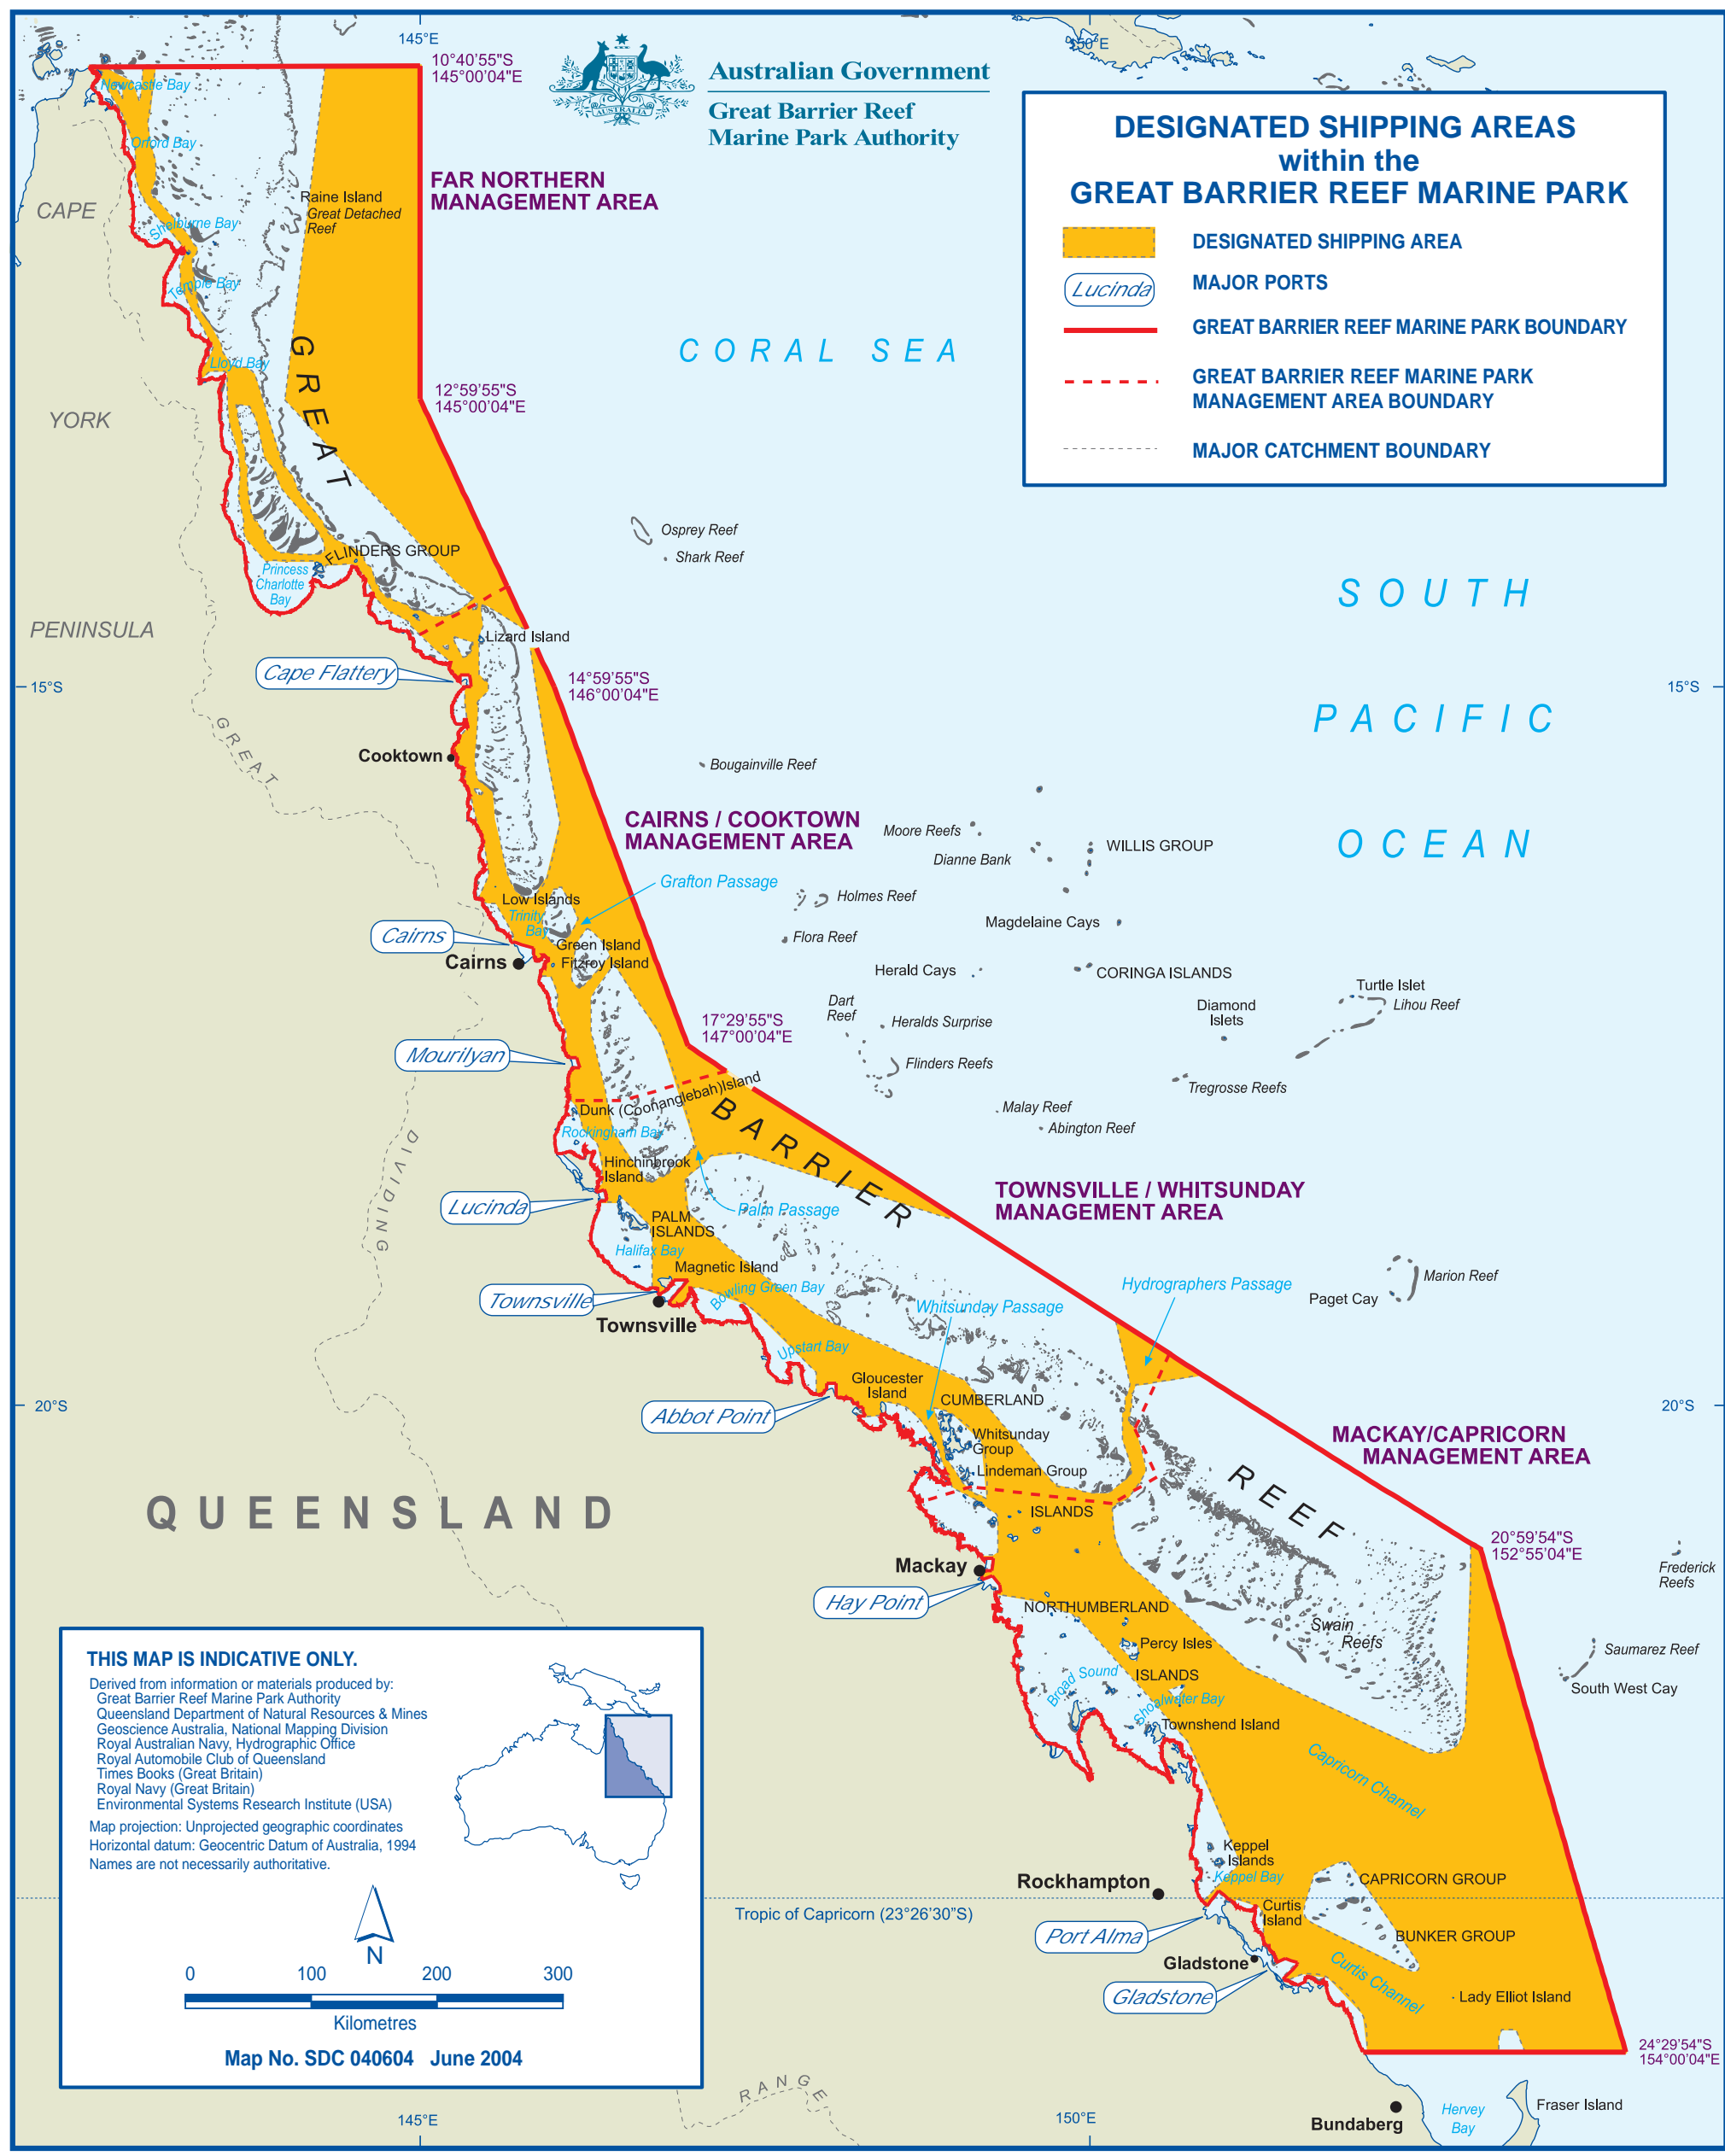 145°E
150°E
10°40'55"S
145°00'04"E
Australian Government
Great Barrier Reef
Marine Park Authority
AUSTRALIA
DESIGNATED SHIPPING AREAS
within the
GREAT BARRIER REEF MARINE PARK
DESIGNATED SHIPPING AREA
Lucinda
MAJOR PORTS
GREAT BARRIER REEF MARINE PARK BOUNDARY
GREAT BARRIER REEF MARINE PARK
MANAGEMENT AREA BOUNDARY
MAJOR CATCHMENT BOUNDARY
Newcastle Bay
Orford Bay
FAR NORTHERN
MANAGEMENT AREA
Raine Island
Great Detached
Reef
CAPE
Shelburne Bay
Temple Bay
CORAL SEA
GREAT
Lloyd Bay
12°59'55"S
145°00'04"E
YORK
Osprey Reef
Shark Reef
FLINDERS GROUP
Princess
Charlotte
Bay
SOUTH
PENINSULA
Lizard Island
Cape Flattery
14°59'55"S
146°00'04"E
15°S
15°S
PACIFIC
GREAT
Cooktown
Bougainville Reef
CAIRNS / COOKTOWN
MANAGEMENT AREA
Moore Reefs
Dianne Bank
WILLIS GROUP
OCEAN
Grafton Passage
Low Islands
Trinity
Bay
Holmes Reef
Magdelaine Cays
Cairns
Flora Reef
Green Island
Cairns
Fitzroy Island
Herald Cays
CORINGA ISLANDS
Turtle Islet
Lihou Reef
Diamond
Islets
Dart
Reef
Heralds Surprise
17°29'55"S
147°00'04"E
Mourilyan
Flinders Reefs
Tregrosse Reefs
Dunk (Coonanglebah)Island
Malay Reef
Abington Reef
BARRIER
Rockingham Bay
DIVIDING
Hinchinbrook
Island
TOWNSVILLE / WHITSUNDAY
MANAGEMENT AREA
Lucinda
Palm Passage
PALM
ISLANDS
Halifax Bay
Magnetic Island
Bowling Green Bay
Townsville
Townsville
Hydrographers Passage
Marion Reef
Paget Cay
Whitsunday Passage
Upstart Bay
Gloucester
Island
CUMBERLAND
Abbot Point
20°S
20°S
Whitsunday
Group
Lindeman Group
MACKAY/CAPRICORN
MANAGEMENT AREA
REEF
QUEENSLAND
ISLANDS
20°59'54"S
152°55'04"E
Mackay
Frederick
Reefs
Hay Point
NORTHUMBERLAND
Swain
Reefs
Percy Isles
Saumarez Reef
ISLANDS
South West Cay
Broad Sound
Shoalwater Bay
Townshend Island
Capricorn Channel
Keppel
Islands
Keppel Bay
Rockhampton
CAPRICORN GROUP
Tropic of Capricorn (23°26'30"S)
Curtis
Island
Port Alma
BUNKER GROUP
Gladstone
Curtis Channel
Gladstone
Lady Elliot Island
24°29'54"S
154°00'04"E
THIS MAP IS INDICATIVE ONLY.
Derived from information or materials produced by:
Great Barrier Reef Marine Park Authority
Queensland Department of Natural Resources & Mines
Geoscience Australia, National Mapping Division
Royal Australian Navy, Hydrographic Office
Royal Automobile Club of Queensland
Times Books (Great Britain)
Royal Navy (Great Britain)
Environmental Systems Research Institute (USA)
Map projection: Unprojected geographic coordinates
Horizontal datum: Geocentric Datum of Australia, 1994
Names are not necessarily authoritative.
N
0 100 200 300
Kilometres
Map No. SDC 040604 June 2004
RANGE
145°E
150°E
Bundaberg
Hervey
Bay
Fraser Island